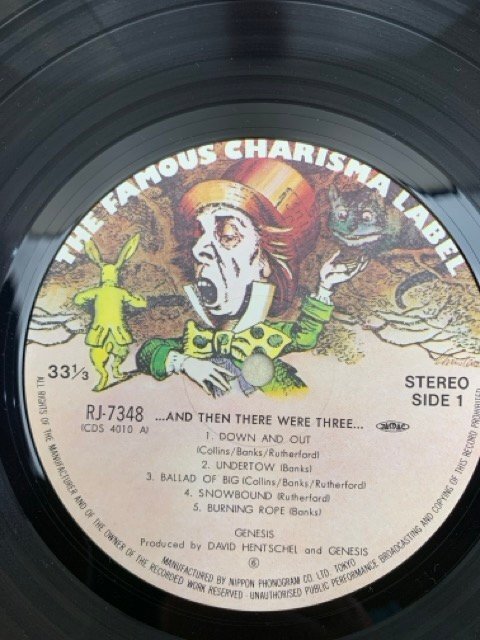 THE FAMOUS CHARISMA LABEL
33⅓
STEREO
SIDE 1
RJ-7348 ...AND THEN THERE WERE THREE...
(CDS 4010 A)
1. DOWN AND OUT
(Collins/Banks/Rutherford)
2. UNDERTOW (Banks)
3. BALLAD OF BIG (Collins/Banks/Rutherford)
4. SNOWBOUND (Rutherford)
5. BURNING ROPE (Banks)
GENESIS
Produced by DAVID HENTSCHEL and GENESIS
MANUFACTURED BY NIPPON PHONOGRAM CO. LTD. TOKYO
ALL RIGHTS OF THE MANUFACTURER AND OF THE OWNER OF THE RECORDED WORK RESERVED · UNAUTHORISED PUBLIC PERFORMANCE BROADCASTING AND COPYING OF THIS RECORD PROHIBITED